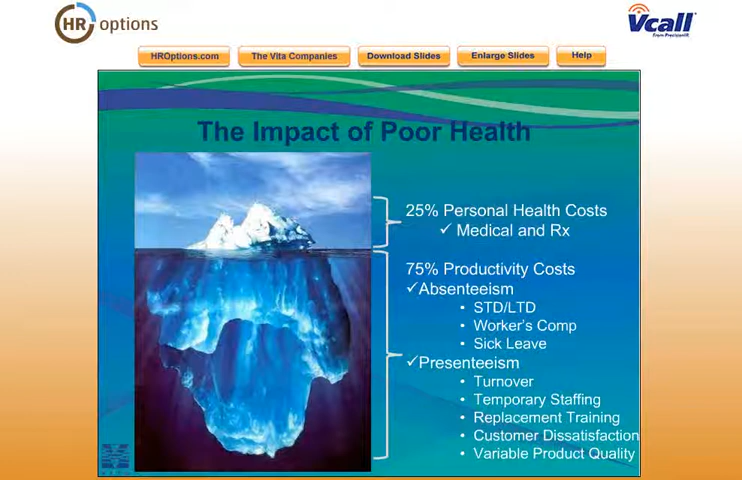 HR options
Vcall
From Precision IR
HROptions.com
The Vita Companies
Download Slides
Enlarge Slides
Help
The Impact of Poor Health
25% Personal Health Costs
✓ Medical and Rx
75% Productivity Costs
✓Absenteeism
• STD/LTD
• Worker's Comp
• Sick Leave
✓Presenteeism
• Turnover
• Temporary Staffing
• Replacement Training
• Customer Dissatisfaction
• Variable Product Quality